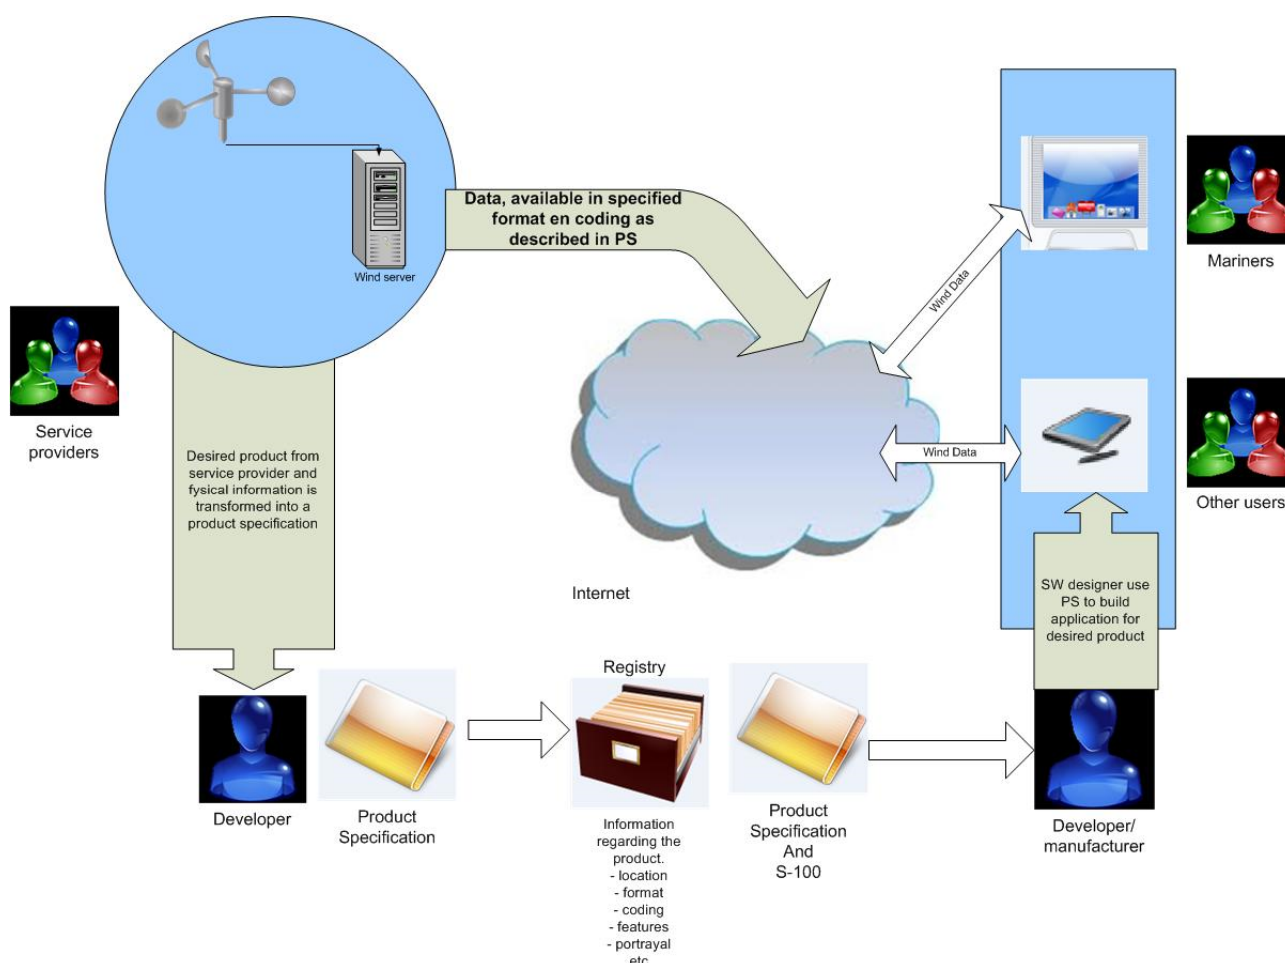 Wind server
Data, available in specified
format en coding as
described in PS
Wind Data
Mariners
Service
providers
Desired product from
service provider and
fysical information is
transformed into a
product specification
Wind Data
Other users
Internet
SW designer use
PS to build
application for
desired product
Registry
Developer
Product
Specification
Information
regarding the
product.
- location
- format
- coding
- features
- portrayal
etc
Product
Specification
And
S-100
Developer/
manufacturer